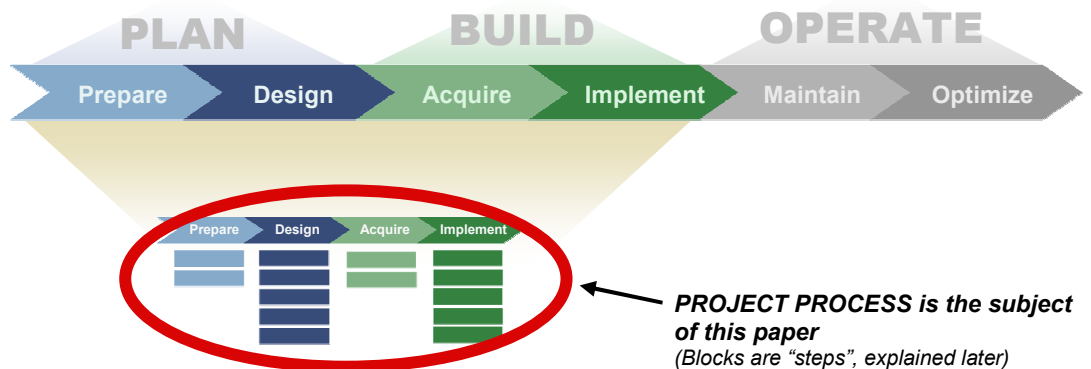 PLAN BUILD OPERATE
Prepare Design Acquire Implement Maintain Optimize
Prepare Design Acquire Implement
PROJECT PROCESS is the subject
of this paper
(Blocks are “steps”, explained later)